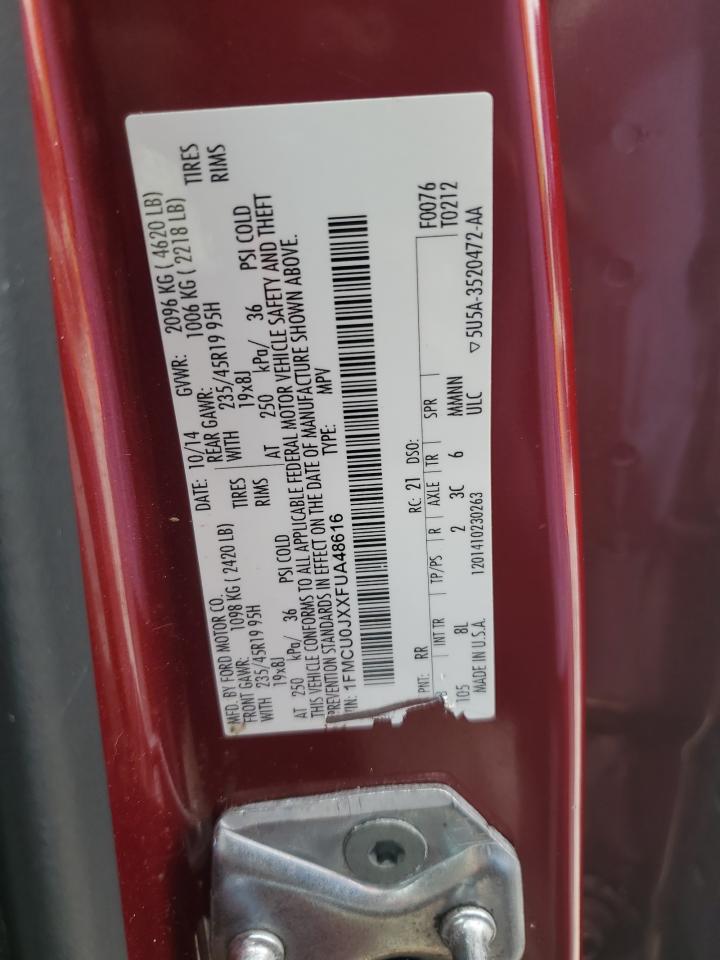 MFD. BY FORD MOTOR CO. DATE: 10/14 GVWR: 2096 KG ( 4620 LB)
FRONT GAWR: 1098 KG ( 2420 LB) REAR GAWR: 1006 KG ( 2218 LB)
WITH 235/45R19 95H TIRES WITH 235/45R19 95H TIRES
19x8J RIMS 19x8J RIMS
AT 250 kPa/ 36 PSI COLD AT 250 kPa/ 36 PSI COLD
THIS VEHICLE CONFORMS TO ALL APPLICABLE FEDERAL MOTOR VEHICLE SAFETY AND THEFT
PREVENTION STANDARDS IN EFFECT ON THE DATE OF MANUFACTURE SHOWN ABOVE.
VIN: 1FMCU0JXXFUA48616 TYPE: MPV
F0076
PNT: RR RC: 21 DSO: T0212
INT TR TP/PS R AXLE TR SPR
105 8L 2 3C 6 MMNN
MADE IN U.S.A. 1201410230263 ULC ▽ 5U5A-3520472-AA